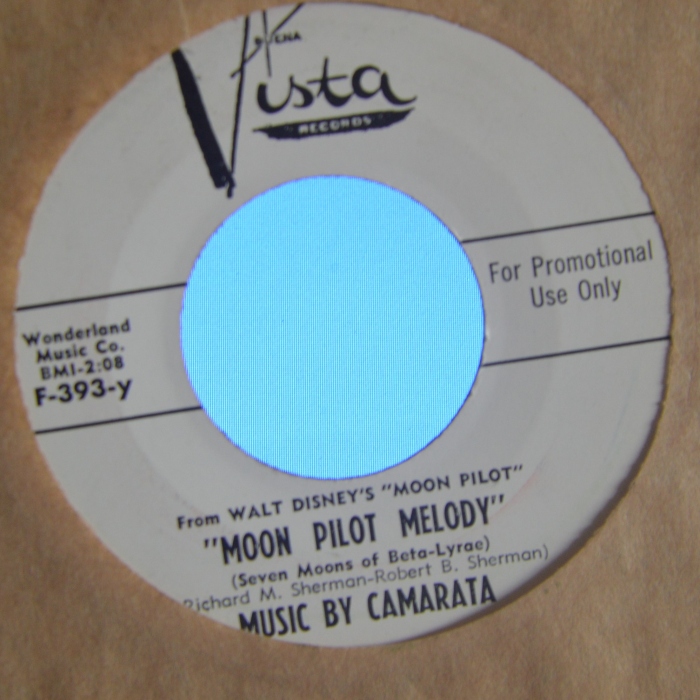 BUENA
Vista
RECORDS
For Promotional
Use Only
Wonderland
Music Co.
BMI-2:08
F-393-y
From WALT DISNEY'S "MOON PILOT"
"MOON PILOT MELODY"
(Seven Moons of Beta-Lyrae)
Richard M. Sherman-Robert B. Sherman)
MUSIC BY CAMARATA